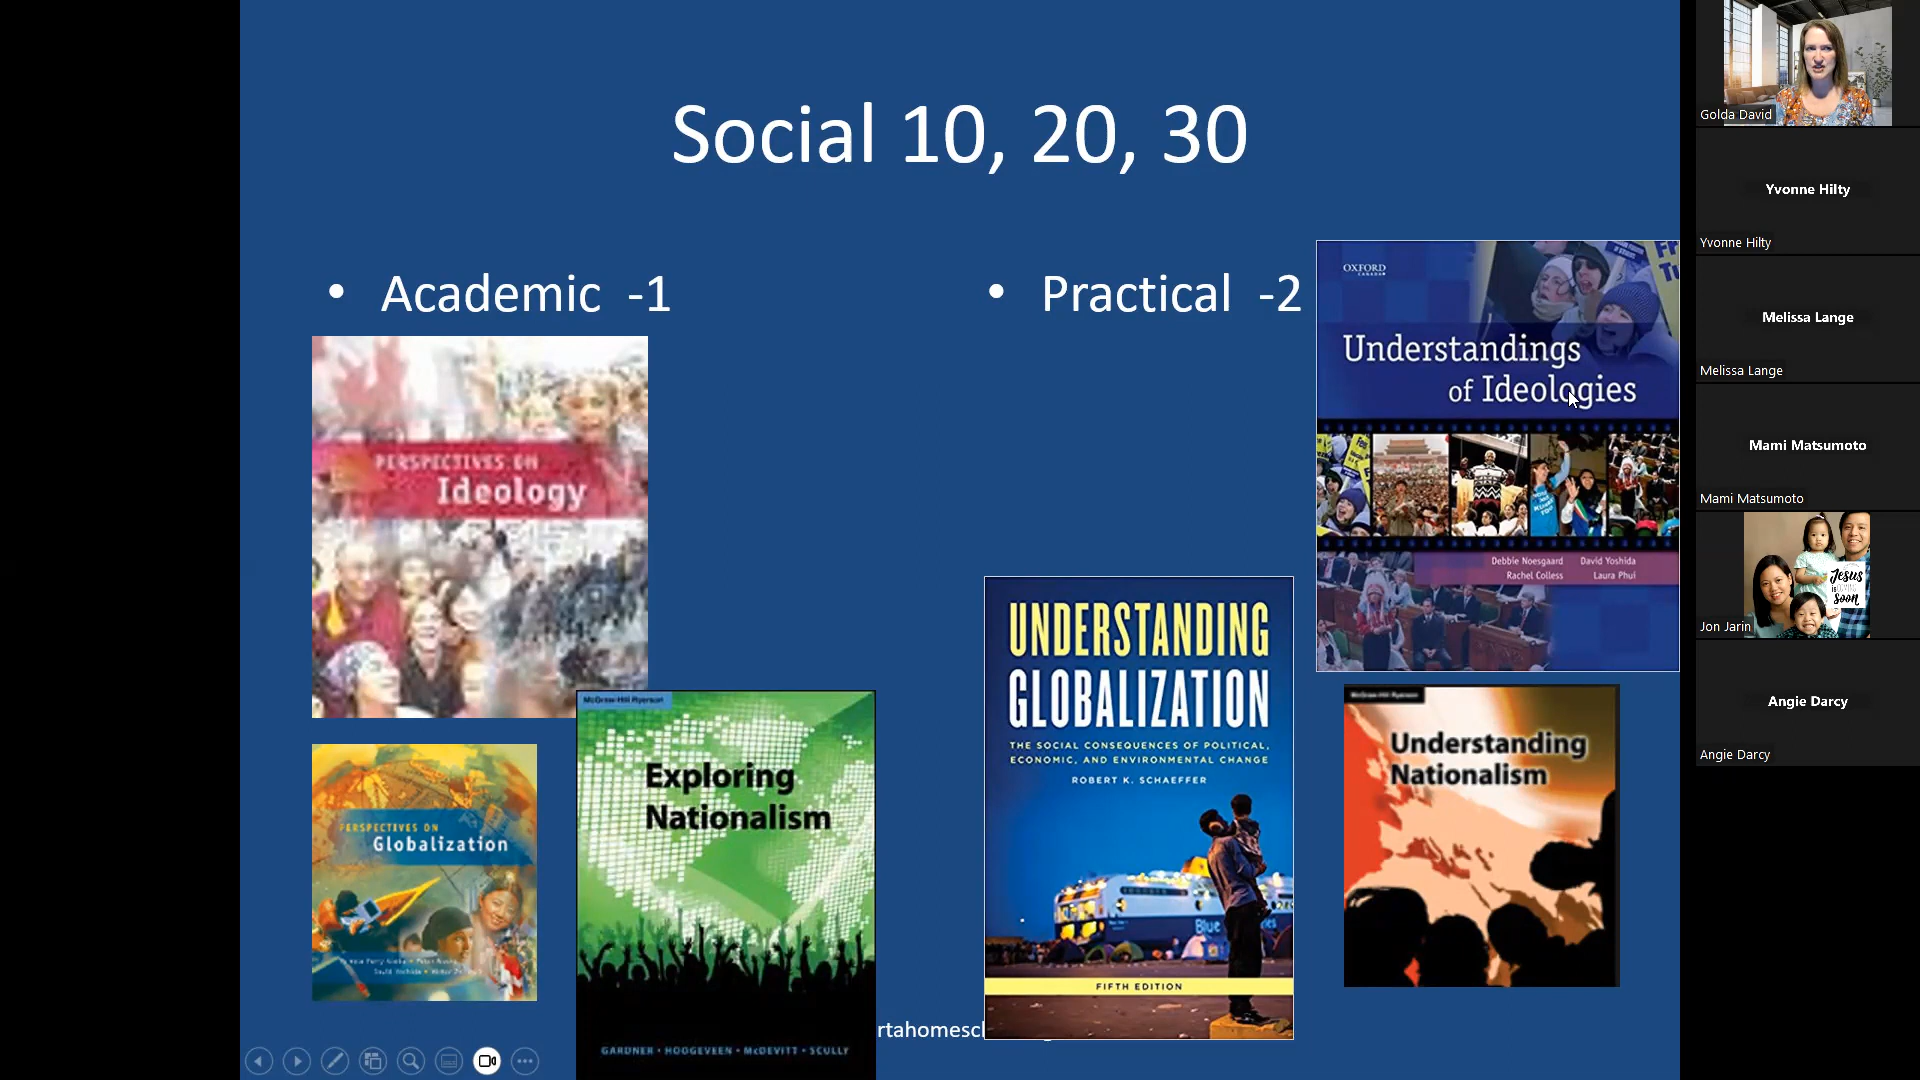 Social 10, 20, 30
• Academic -1
PERSPECTIVES ON
Ideology
PERSPECTIVES ON
Globalization
McGraw-Hill Ryerson
Exploring
Nationalism
GARDNER • HOOGEVEEN • McDEVITT • SCULLY
• Practical -2
OXFORD
CANADA
Understandings
of Ideologies
Debbie Noesgaard David Yoshida
Rachel Colless Laura Phui
UNDERSTANDING
GLOBALIZATION
THE SOCIAL CONSEQUENCES OF POLITICAL,
ECONOMIC, AND ENVIRONMENTAL CHANGE
ROBERT K. SCHAEFFER
Blue
FIFTH EDITION
McGraw-Hill Ryerson
Understanding
Nationalism
rtahomesc
Golda David
Yvonne Hilty
Yvonne Hilty
Melissa Lange
Melissa Lange
Mami Matsumoto
Mami Matsumoto
Jesus
soon
Jon Jarin
Angie Darcy
Angie Darcy